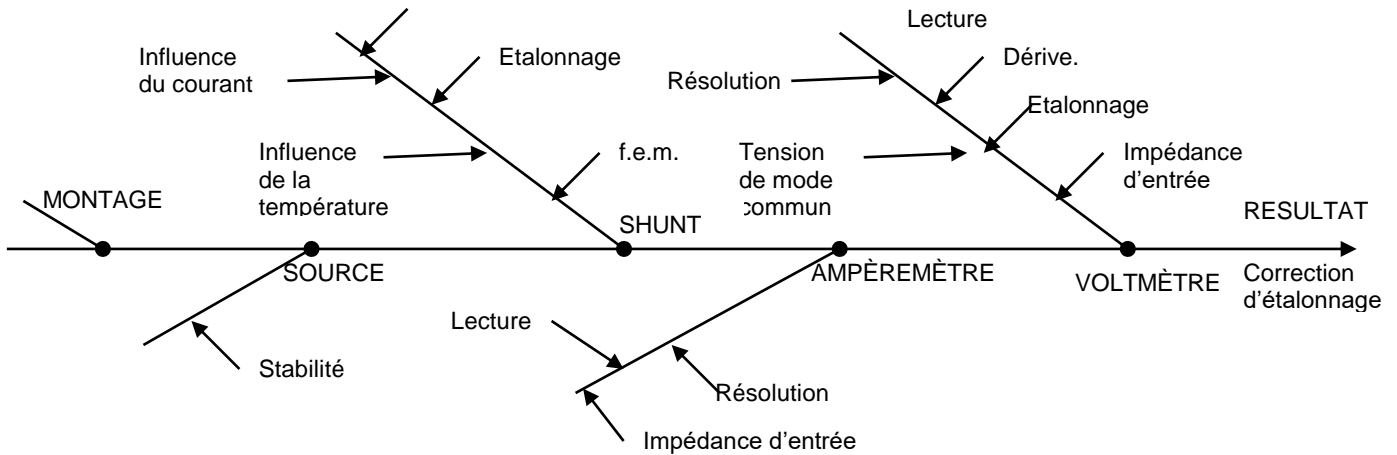 Lecture
Influence
du courant
Etalonnage
Dérive.
Résolution
Etalonnage
Influence
de la
température
f.e.m.
Tension
de mode
commun
Impédance
d'entrée
MONTAGE
SHUNT
RESULTAT
SOURCE
AMPÈREMÈTRE
VOLTMÈTRE
Correction
d'étalonnage
Lecture
Stabilité
Résolution
Impédance d'entrée